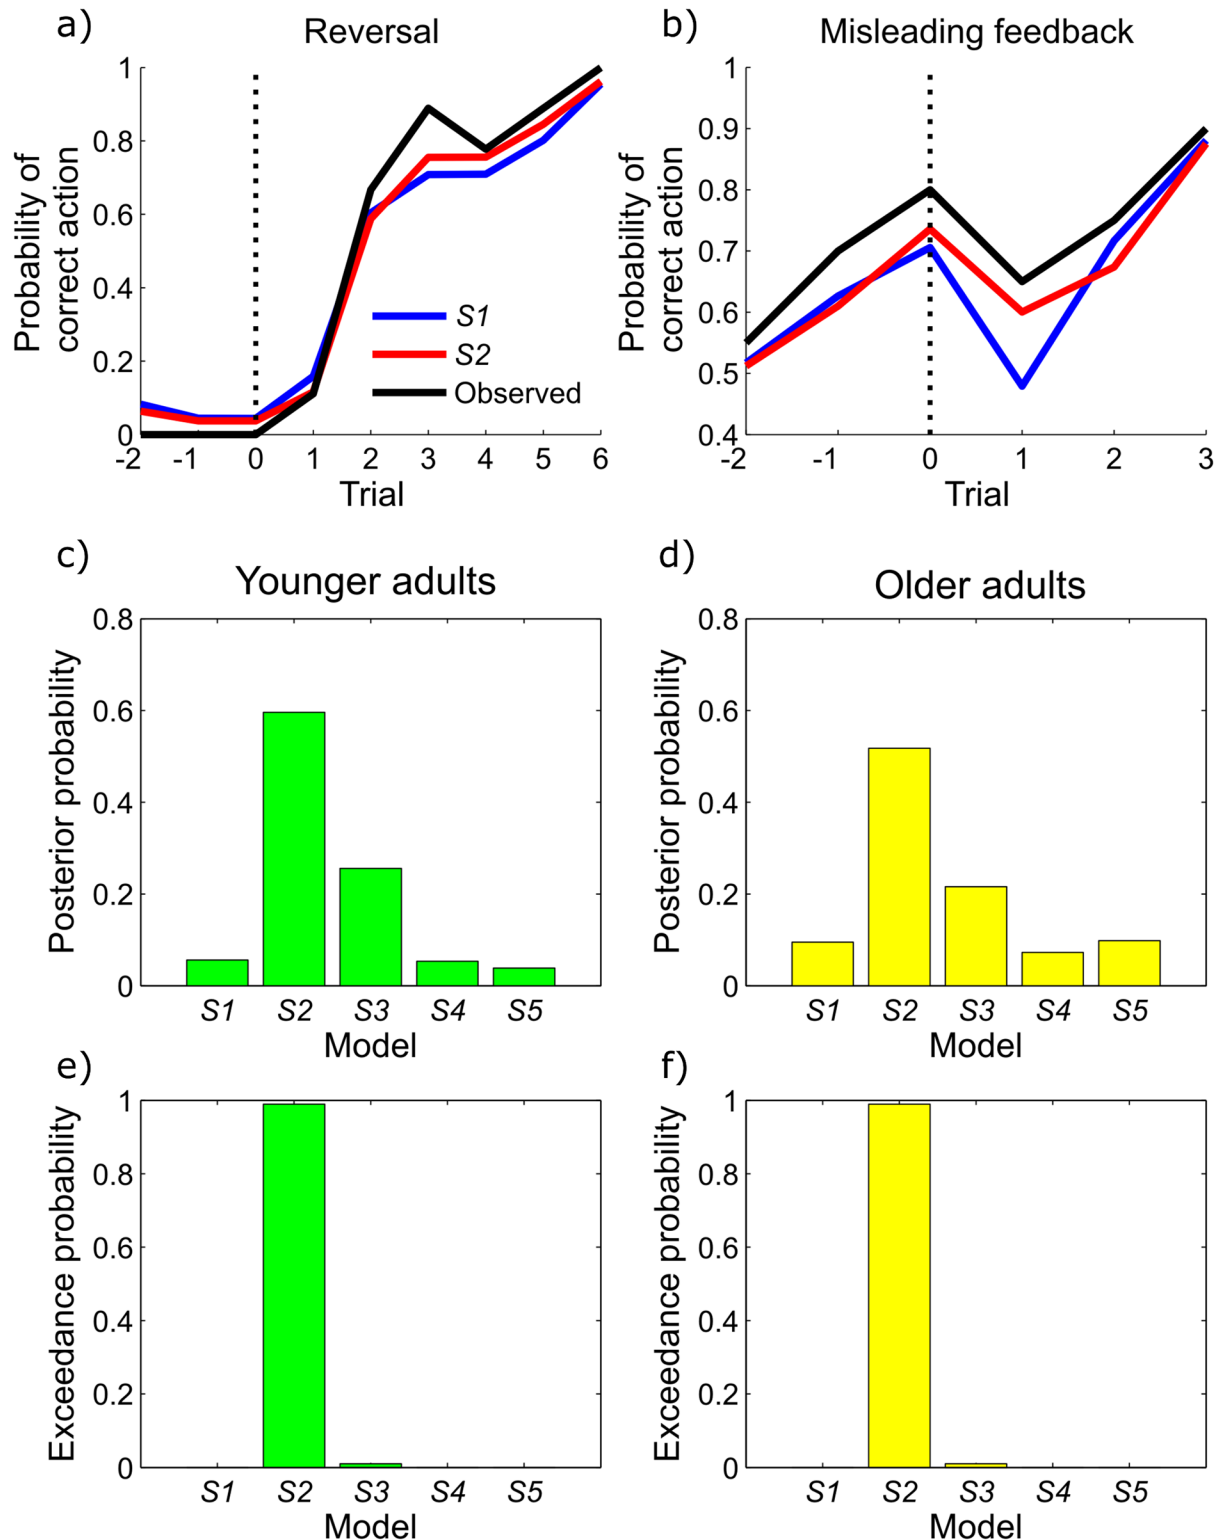 a)
Reversal
Probability of
correct action
1
0.8
0.6
0.4
0.2
0
-2
-1
0
1
2
3
4
5
6
Trial
S1
S2
Observed
b)
Misleading feedback
Probability of
correct action
1
0.9
0.8
0.7
0.6
0.5
0.4
-2
-1
0
1
2
3
Trial
c)
Younger adults
Posterior probability
0.8
0.6
0.4
0.2
0
S1 S2 S3 S4 S5
Model
d)
Older adults
Posterior probability
0.8
0.6
0.4
0.2
0
S1 S2 S3 S4 S5
Model
e)
Exceedance probability
1
0.8
0.6
0.4
0.2
0
S1 S2 S3 S4 S5
Model
f)
Exceedance probability
1
0.8
0.6
0.4
0.2
0
S1 S2 S3 S4 S5
Model